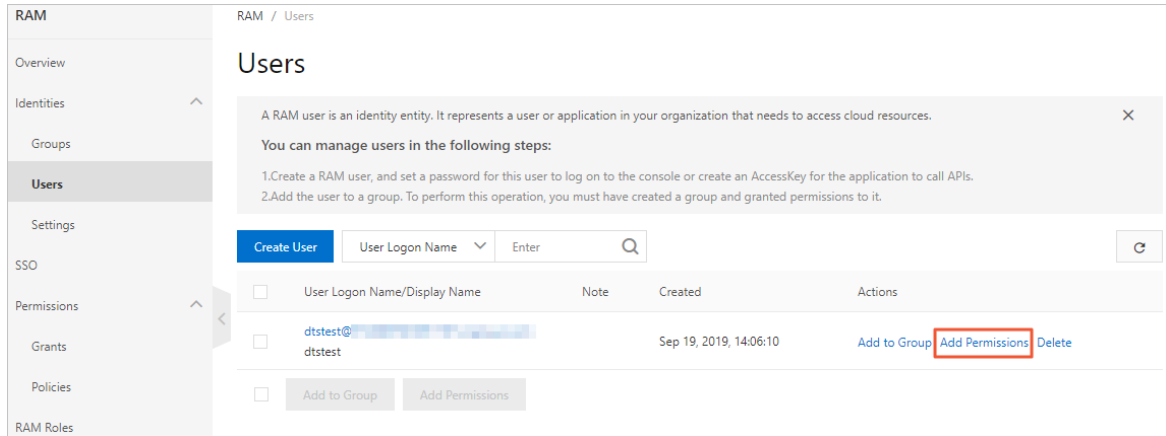 RAM
Overview
Identities
Groups
Users
Settings
SSO
Permissions
Grants
Policies
RAM Roles
RAM / Users
Users
A RAM user is an identity entity. It represents a user or application in your organization that needs to access cloud resources.
You can manage users in the following steps:
1.Create a RAM user, and set a password for this user to log on to the console or create an AccessKey for the application to call APIs.
2.Add the user to a group. To perform this operation, you must have created a group and granted permissions to it.
Create User User Logon Name Enter
User Logon Name/Display Name Note Created Actions
dtstest@
dtstest
Sep 19, 2019, 14:06:10 Add to Group Add Permissions Delete
Add to Group Add Permissions